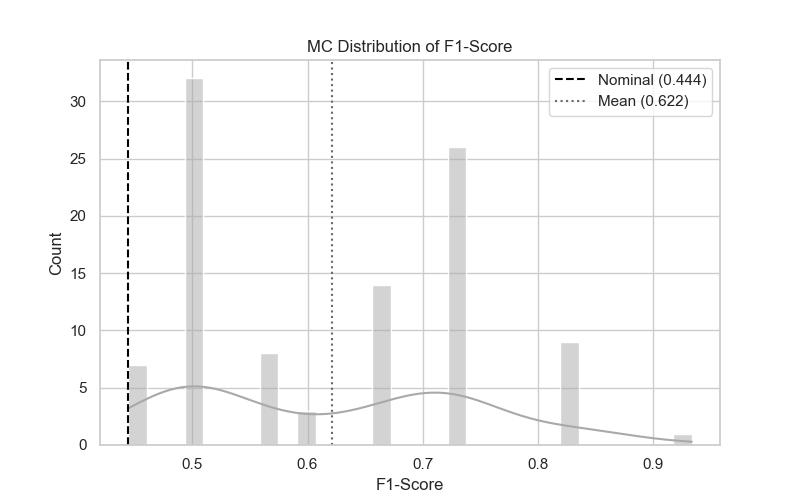 MC Distribution of F1-Score
Nominal (0.444)
Mean (0.622)
Count
30
25
20
15
10
5
0
0.5 0.6 0.7 0.8 0.9
F1-Score